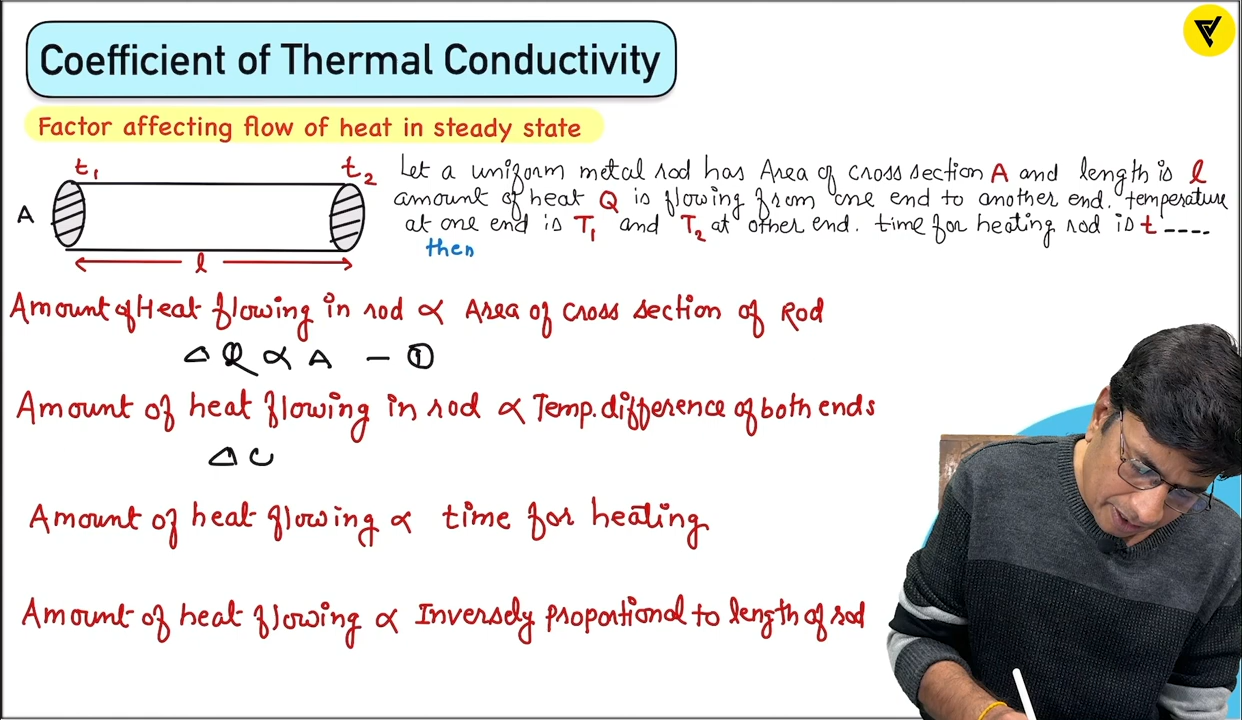 Coefficient of Thermal Conductivity
Factor affecting flow of heat in steady state
t₁ t₂
A
l
Let a uniform metal rod has Area of cross section A and length is l
amount of heat Q is flowing from one end to another end. temperature
at one end is T₁ and T₂ at other end. time for heating rod is t ----
then
Amount of Heat flowing in rod ∝ Area of cross section of Rod
Δ Q ∝ A — ①
Amount of heat flowing in rod ∝ Temp. difference of both ends
Δ
Amount of heat flowing ∝ time for heating
Amount of heat flowing ∝ Inversely proportional to length of rod